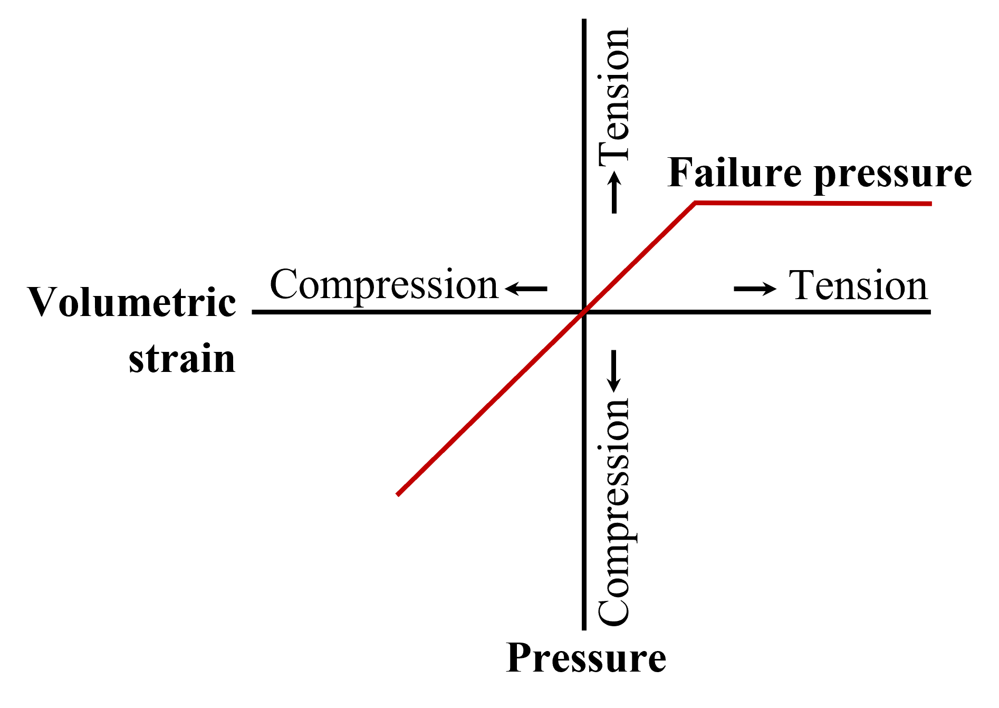 Tension
Failure pressure
Compression
Tension
Volumetric
strain
Compression
Pressure